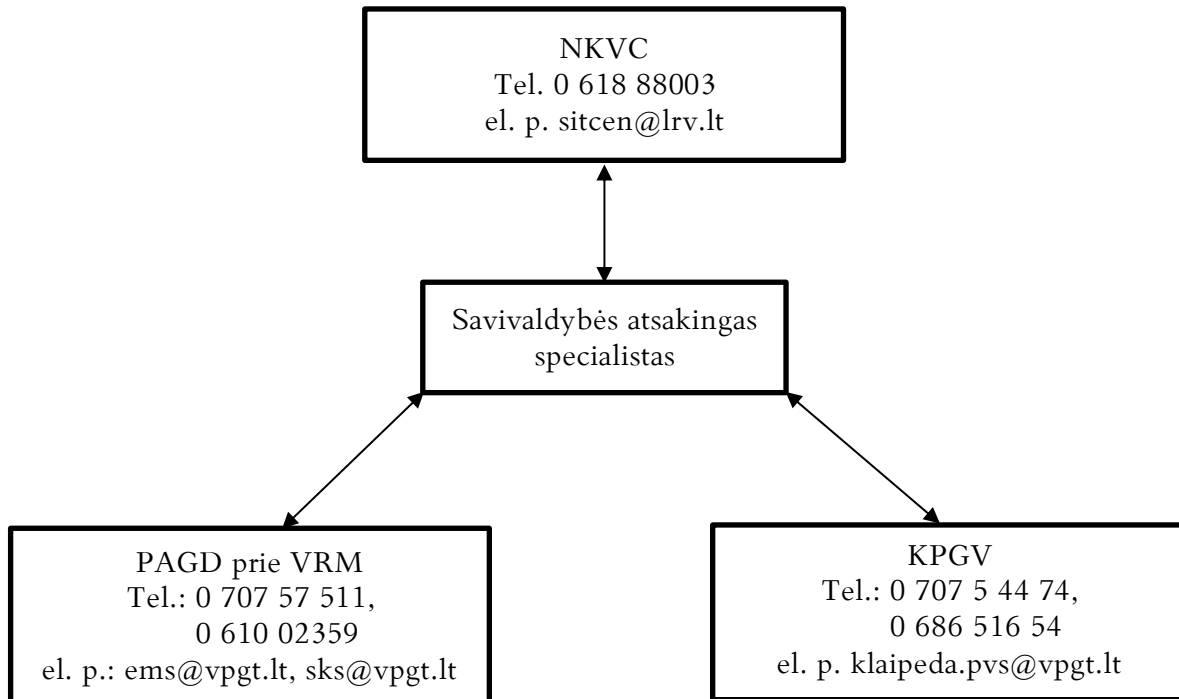 NKVC
Tel. 0 618 88003
el. p. sitcen@lrv.lt
Savivaldybės atsakingas
specialistas
PAGD prie VRM
Tel.: 0 707 57 511,
0 610 02359
el. p.: ems@vpgt.lt, sks@vpgt.lt
KPGV
Tel.: 0 707 5 44 74,
0 686 516 54
el. p. klaipeda.pvs@vpgt.lt